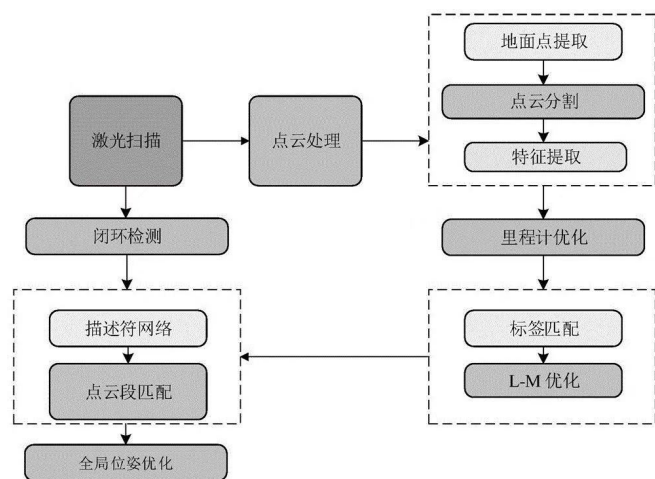 地面点提取
点云分割
特征提取
激光扫描
点云处理
闭环检测
里程计优化
描述符网络
点云段匹配
标签匹配
L-M 优化
全局位姿优化